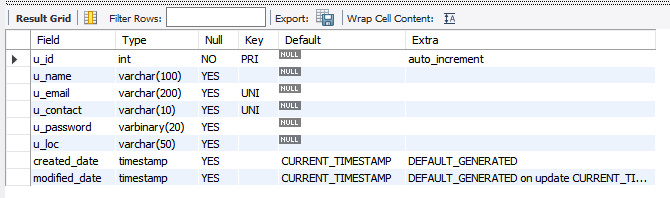 Result Grid Filter Rows: Export: Wrap Cell Content: IA
Field Type Null Key Default Extra
u_id int NO PRI NULL auto_increment
u_name varchar(100) YES NULL
u_email varchar(200) YES UNI NULL
u_contact varchar(10) YES UNI NULL
u_password varbinary(20) YES NULL
u_loc varchar(50) YES NULL
created_date timestamp YES CURRENT_TIMESTAMP DEFAULT_GENERATED
modified_date timestamp YES CURRENT_TIMESTAMP DEFAULT_GENERATED on update CURRENT_TI...